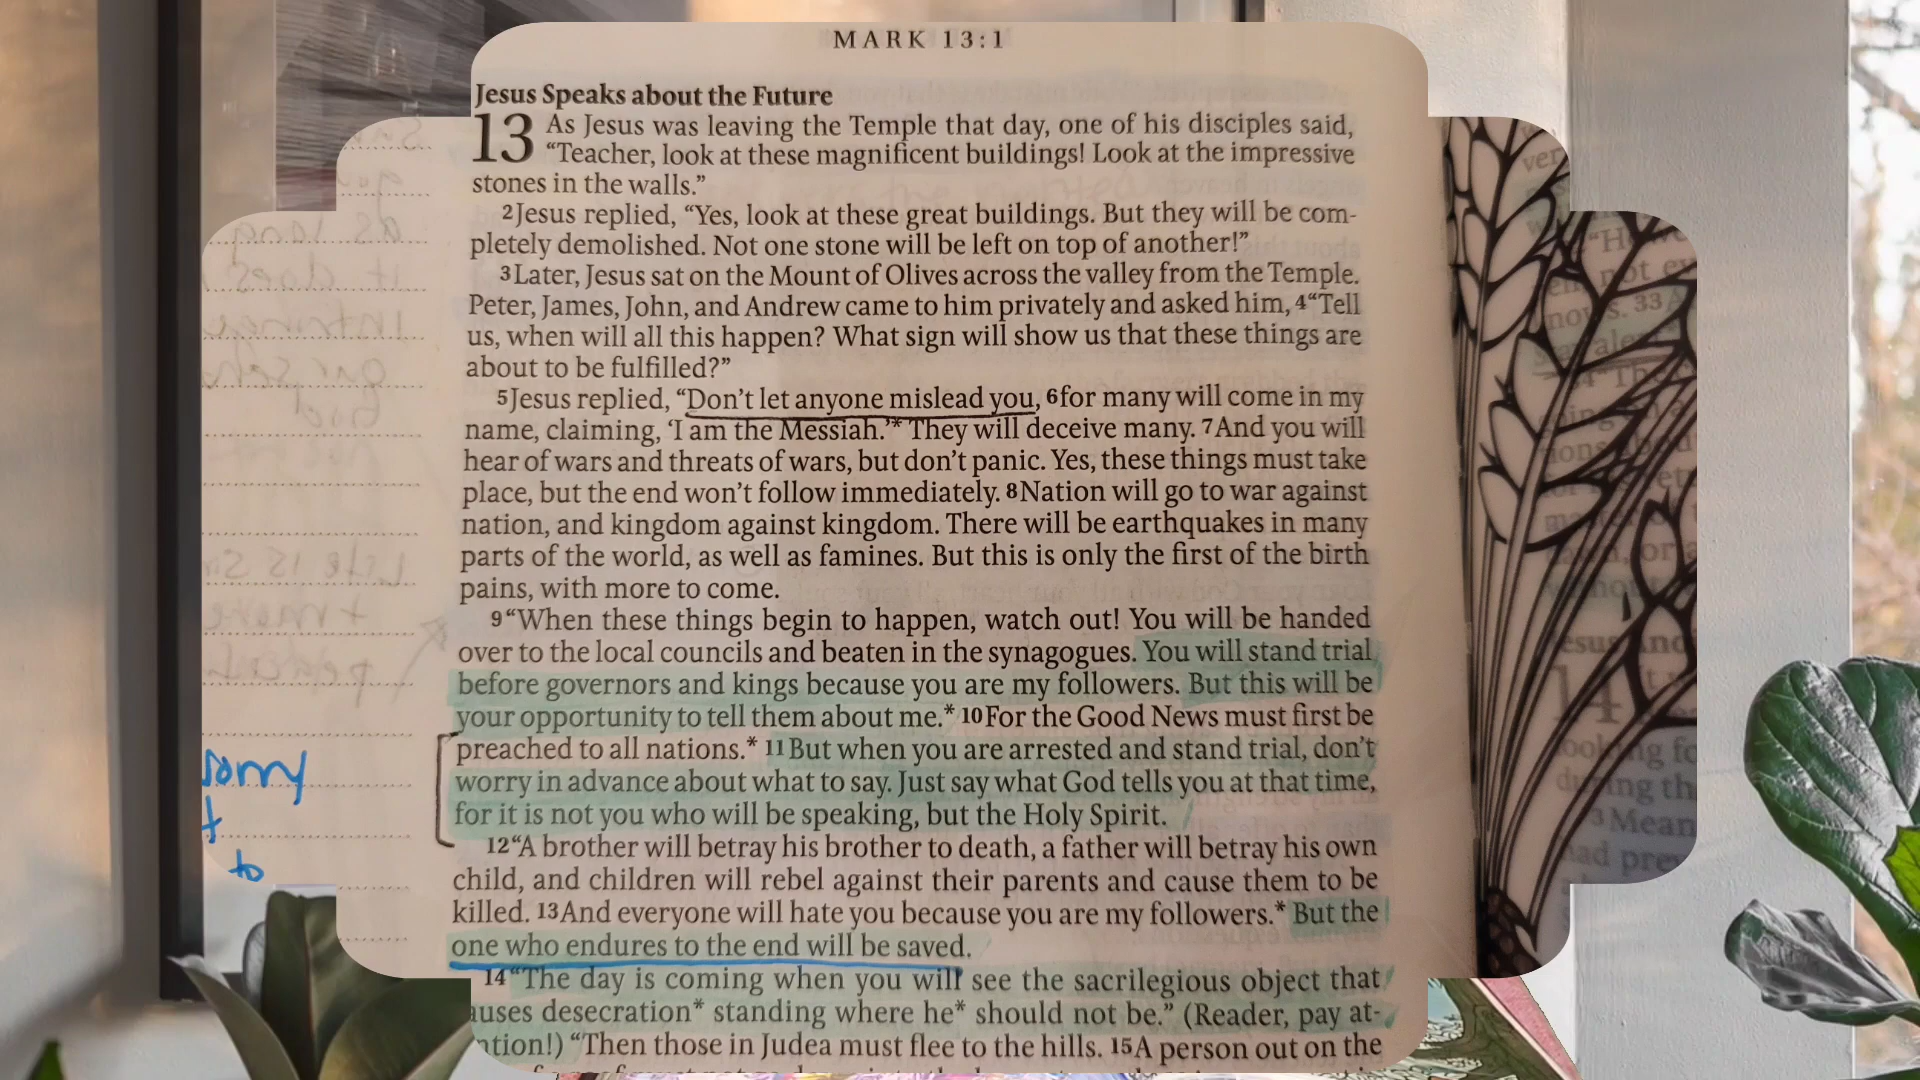 MARK 13:1
Jesus Speaks about the Future
13 As Jesus was leaving the Temple that day, one of his disciples said,
“Teacher, look at these magnificent buildings! Look at the impressive
stones in the walls.”
2Jesus replied, “Yes, look at these great buildings. But they will be com-
pletely demolished. Not one stone will be left on top of another!”
3Later, Jesus sat on the Mount of Olives across the valley from the Temple.
Peter, James, John, and Andrew came to him privately and asked him, 4“Tell
us, when will all this happen? What sign will show us that these things are
about to be fulfilled?”
5Jesus replied, “Don’t let anyone mislead you, 6for many will come in my
name, claiming, ‘I am the Messiah.’* They will deceive many. 7And you will
hear of wars and threats of wars, but don’t panic. Yes, these things must take
place, but the end won’t follow immediately. 8Nation will go to war against
nation, and kingdom against kingdom. There will be earthquakes in many
parts of the world, as well as famines. But this is only the first of the birth
pains, with more to come.
9“When these things begin to happen, watch out! You will be handed
over to the local councils and beaten in the synagogues. You will stand trial
before governors and kings because you are my followers. But this will be
your opportunity to tell them about me.* 10For the Good News must first be
preached to all nations.* 11But when you are arrested and stand trial, don’t
worry in advance about what to say. Just say what God tells you at that time,
for it is not you who will be speaking, but the Holy Spirit.
12“A brother will betray his brother to death, a father will betray his own
child, and children will rebel against their parents and cause them to be
killed. 13And everyone will hate you because you are my followers.* But the
one who endures to the end will be saved.
14“The day is coming when you will see the sacrilegious object that
auses desecration* standing where he* should not be.” (Reader, pay at-
ntion!) “Then those in Judea must flee to the hills. 15A person out on the
to